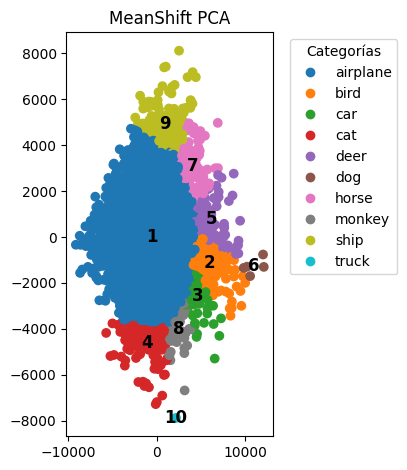 MeanShift PCA
Categorías
airplane
bird
car
cat
deer
dog
horse
monkey
ship
truck
8000
6000
4000
2000
0
−2000
−4000
−6000
−8000
9
3
5
1
2
6
3
4
8
10
−10000 0 10000